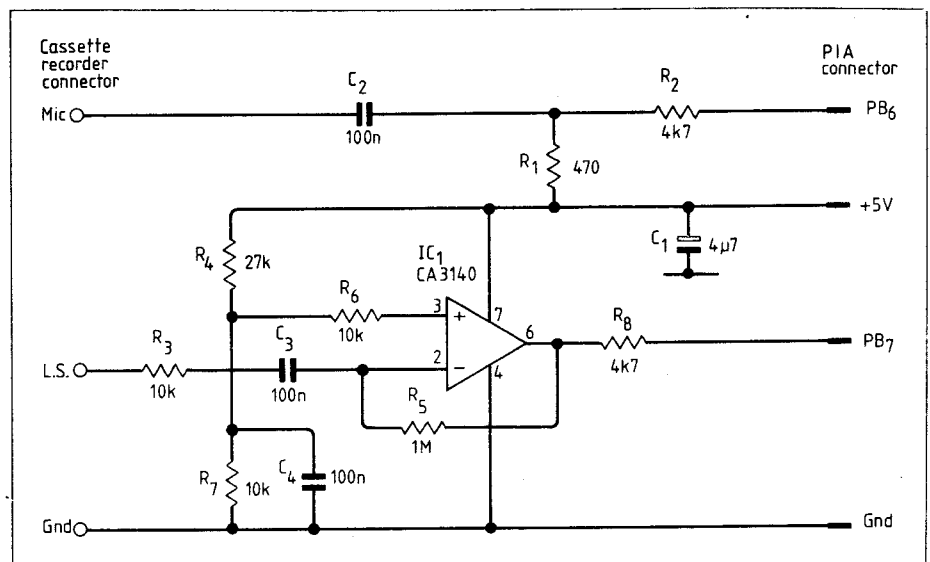 Cassette
recorder
connector
PIA
connector
C2
100n
R2
4k7
Mic
PB6
R1
470
+5V
C1
4µ7
R4
27k
IC1
CA3140
R6
10k
3
+
7
6
R8
4k7
PB7
R3
10k
C3
100n
2
−
4
L.S.
R5
1M
R7
10k
C4
100n
Gnd
Gnd